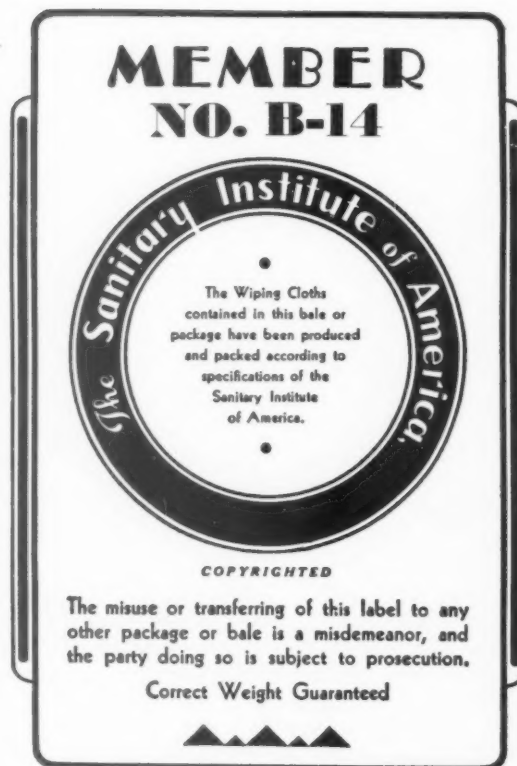 MEMBER
NO. B-14
The Sanitary Institute of America.
The Wiping Cloths
contained in this bale or
package have been produced
and packed according to
specifications of the
Sanitary Institute
of America.
COPYRIGHTED
The misuse or transferring of this label to any
other package or bale is a misdemeanor, and
the party doing so is subject to prosecution.
Correct Weight Guaranteed